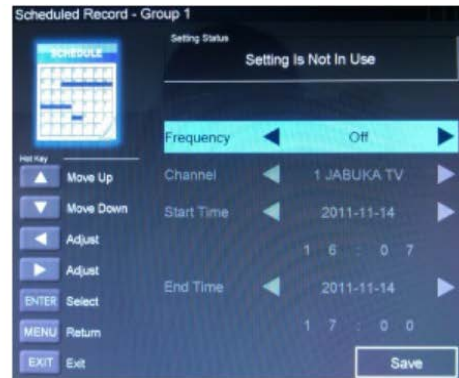 Scheduled Record - Group 1
SCHEDULE
Setting Status
Setting Is Not In Use
Frequency
Off
Channel
1 JABUKA TV
Start Time
2011-11-14
1 6 : 0 7
End Time
2011-11-14
1 7 : 0 0
Save
Hot Key
Move Up
Move Down
Adjust
Adjust
ENTER Select
MENU Return
EXIT Exit